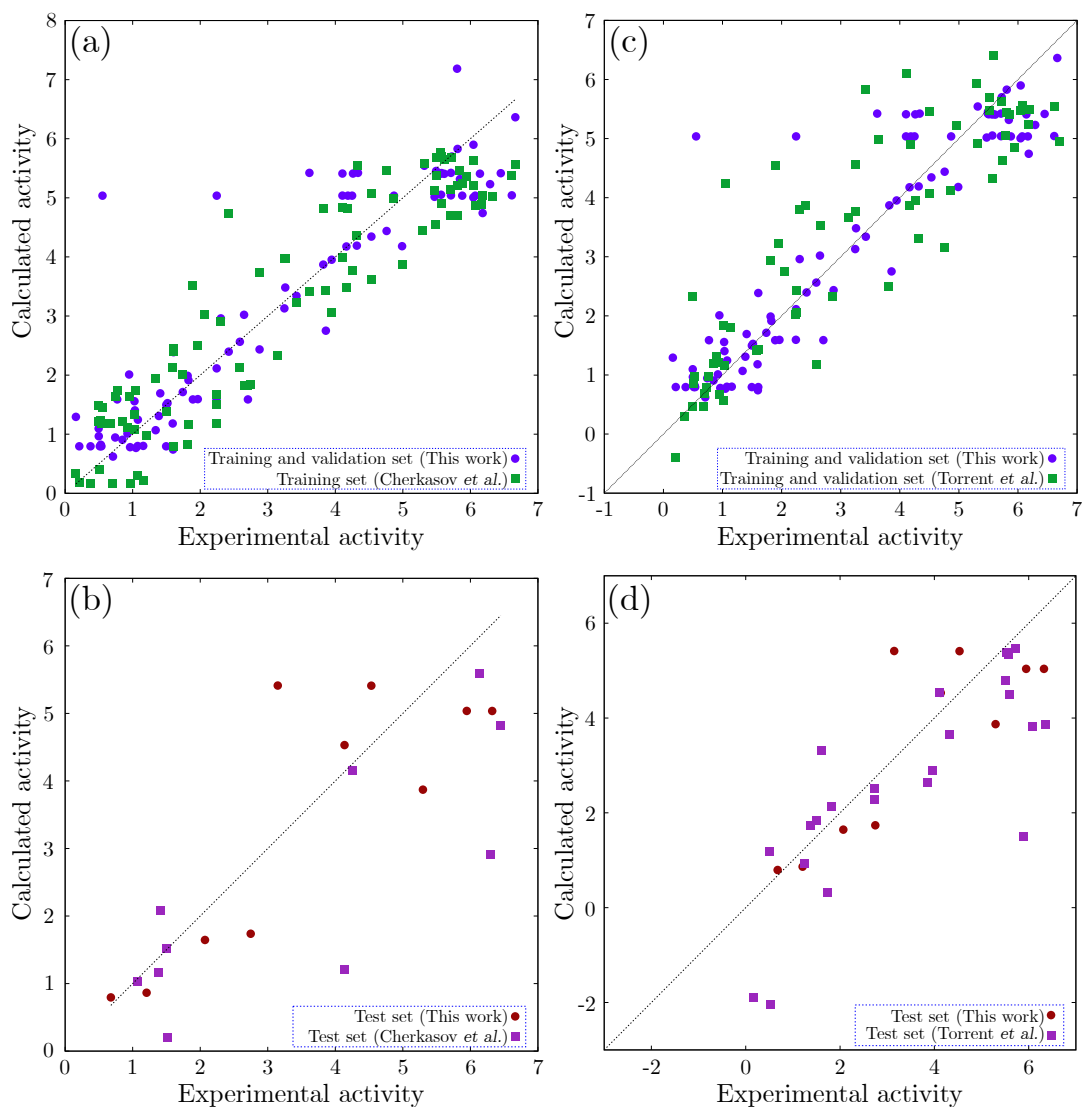 (a)
8
7
6
5
4
3
2
1
0
0 1 2 3 4 5 6 7
Calculated activity
Experimental activity
Training and validation set (This work)
Training set (Cherkasov et al.)
(c)
7
6
5
4
3
2
1
0
-1
-1 0 1 2 3 4 5 6 7
Calculated activity
Experimental activity
Training and validation set (This work)
Training and validation set (Torrent et al.)
(b)
7
6
5
4
3
2
1
0
0 1 2 3 4 5 6 7
Calculated activity
Experimental activity
Test set (This work)
Test set (Cherkasov et al.)
(d)
6
4
2
0
-2
-2 0 2 4 6
Calculated activity
Experimental activity
Test set (This work)
Test set (Torrent et al.)